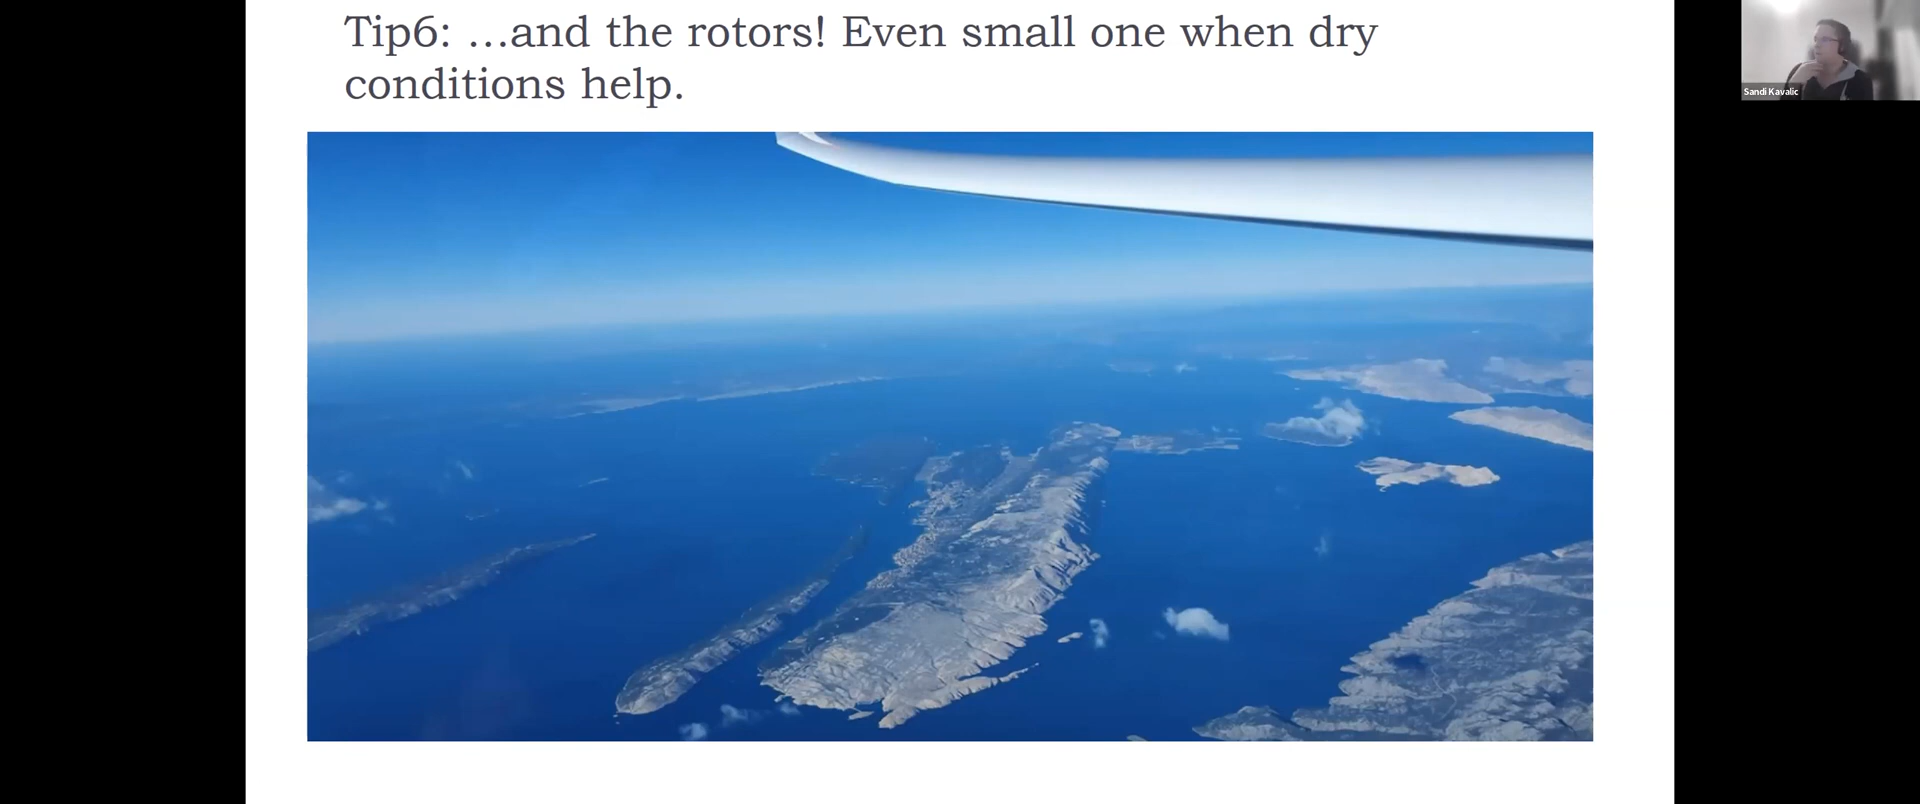 Tip6: …and the rotors! Even small one when dry
conditions help.
Sandi Kavalic